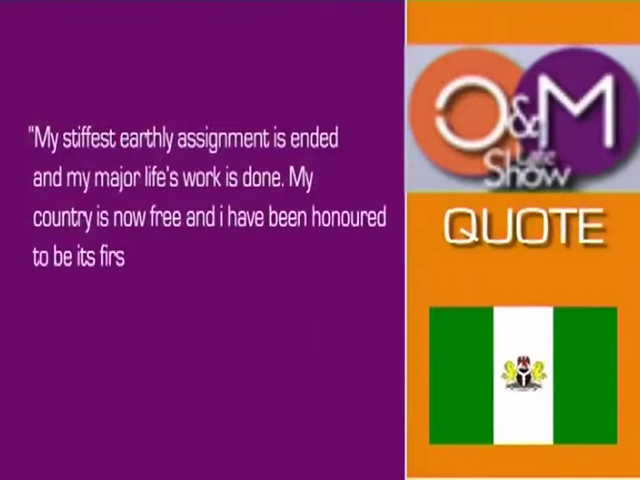 "My stiffest earthly assignment is ended
and my major life's work is done. My
country is now free and i have been honoured
to be its firs
O&M
Late
Show
QUOTE